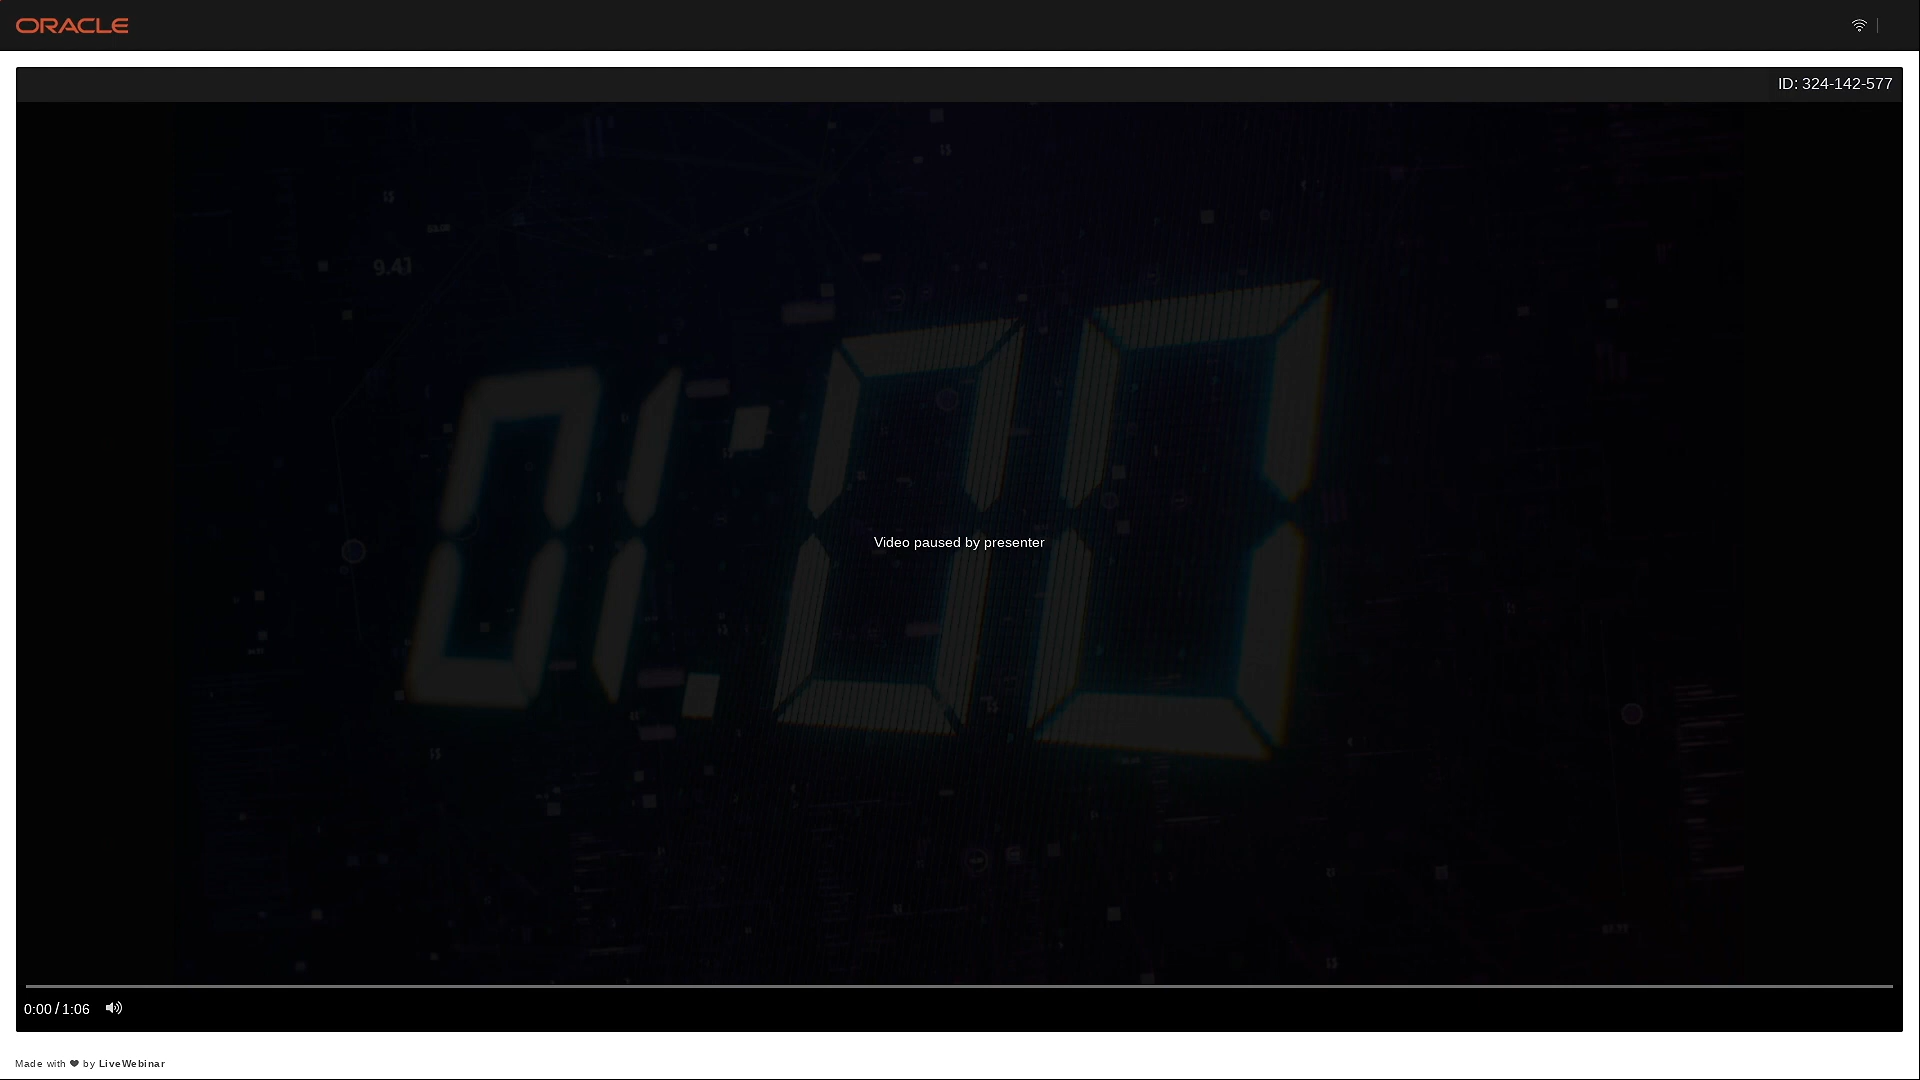 ORACLE
ID: 324-142-577
9.41
01:00
Video paused by presenter
0:00 / 1:06
Made with ❤ by LiveWebinar